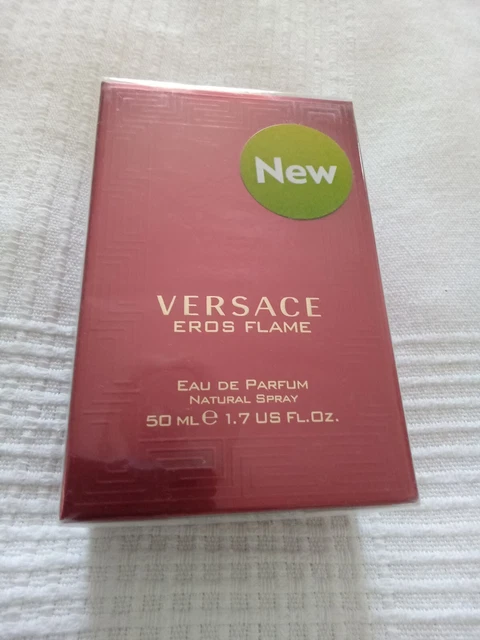 New
VERSACE
EROS FLAME
EAU DE PARFUM
NATURAL SPRAY
50 ML ℮ 1.7 US FL.OZ.